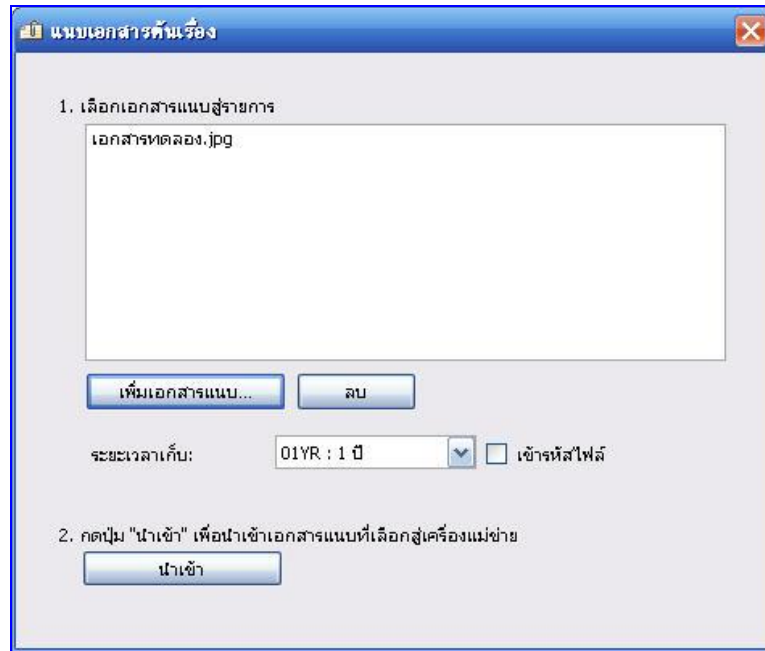 แนบเอกสารต้นเรื่อง
1. เลือกเอกสารแนบสู่รายการ
เอกสารทดลอง.jpg
เพิ่มเอกสารแนบ... ลบ
ระยะเวลาเก็บ: 01YR : 1 ปี เข้ารหัสไฟล์
2. กดปุ่ม "นำเข้า" เพื่อนำเข้าเอกสารแนบที่เลือกสู่เครื่องแม่ข่าย
นำเข้า